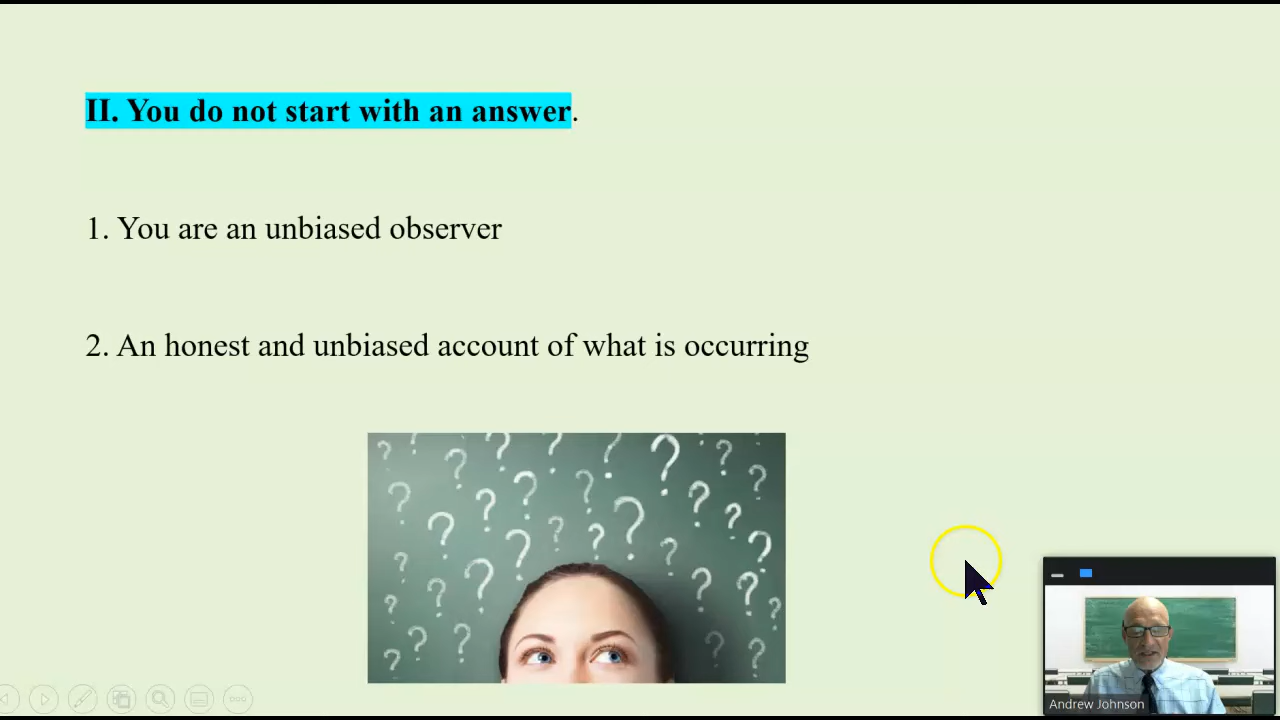 II. You do not start with an answer.
1. You are an unbiased observer
2. An honest and unbiased account of what is occurring
Andrew Johnson